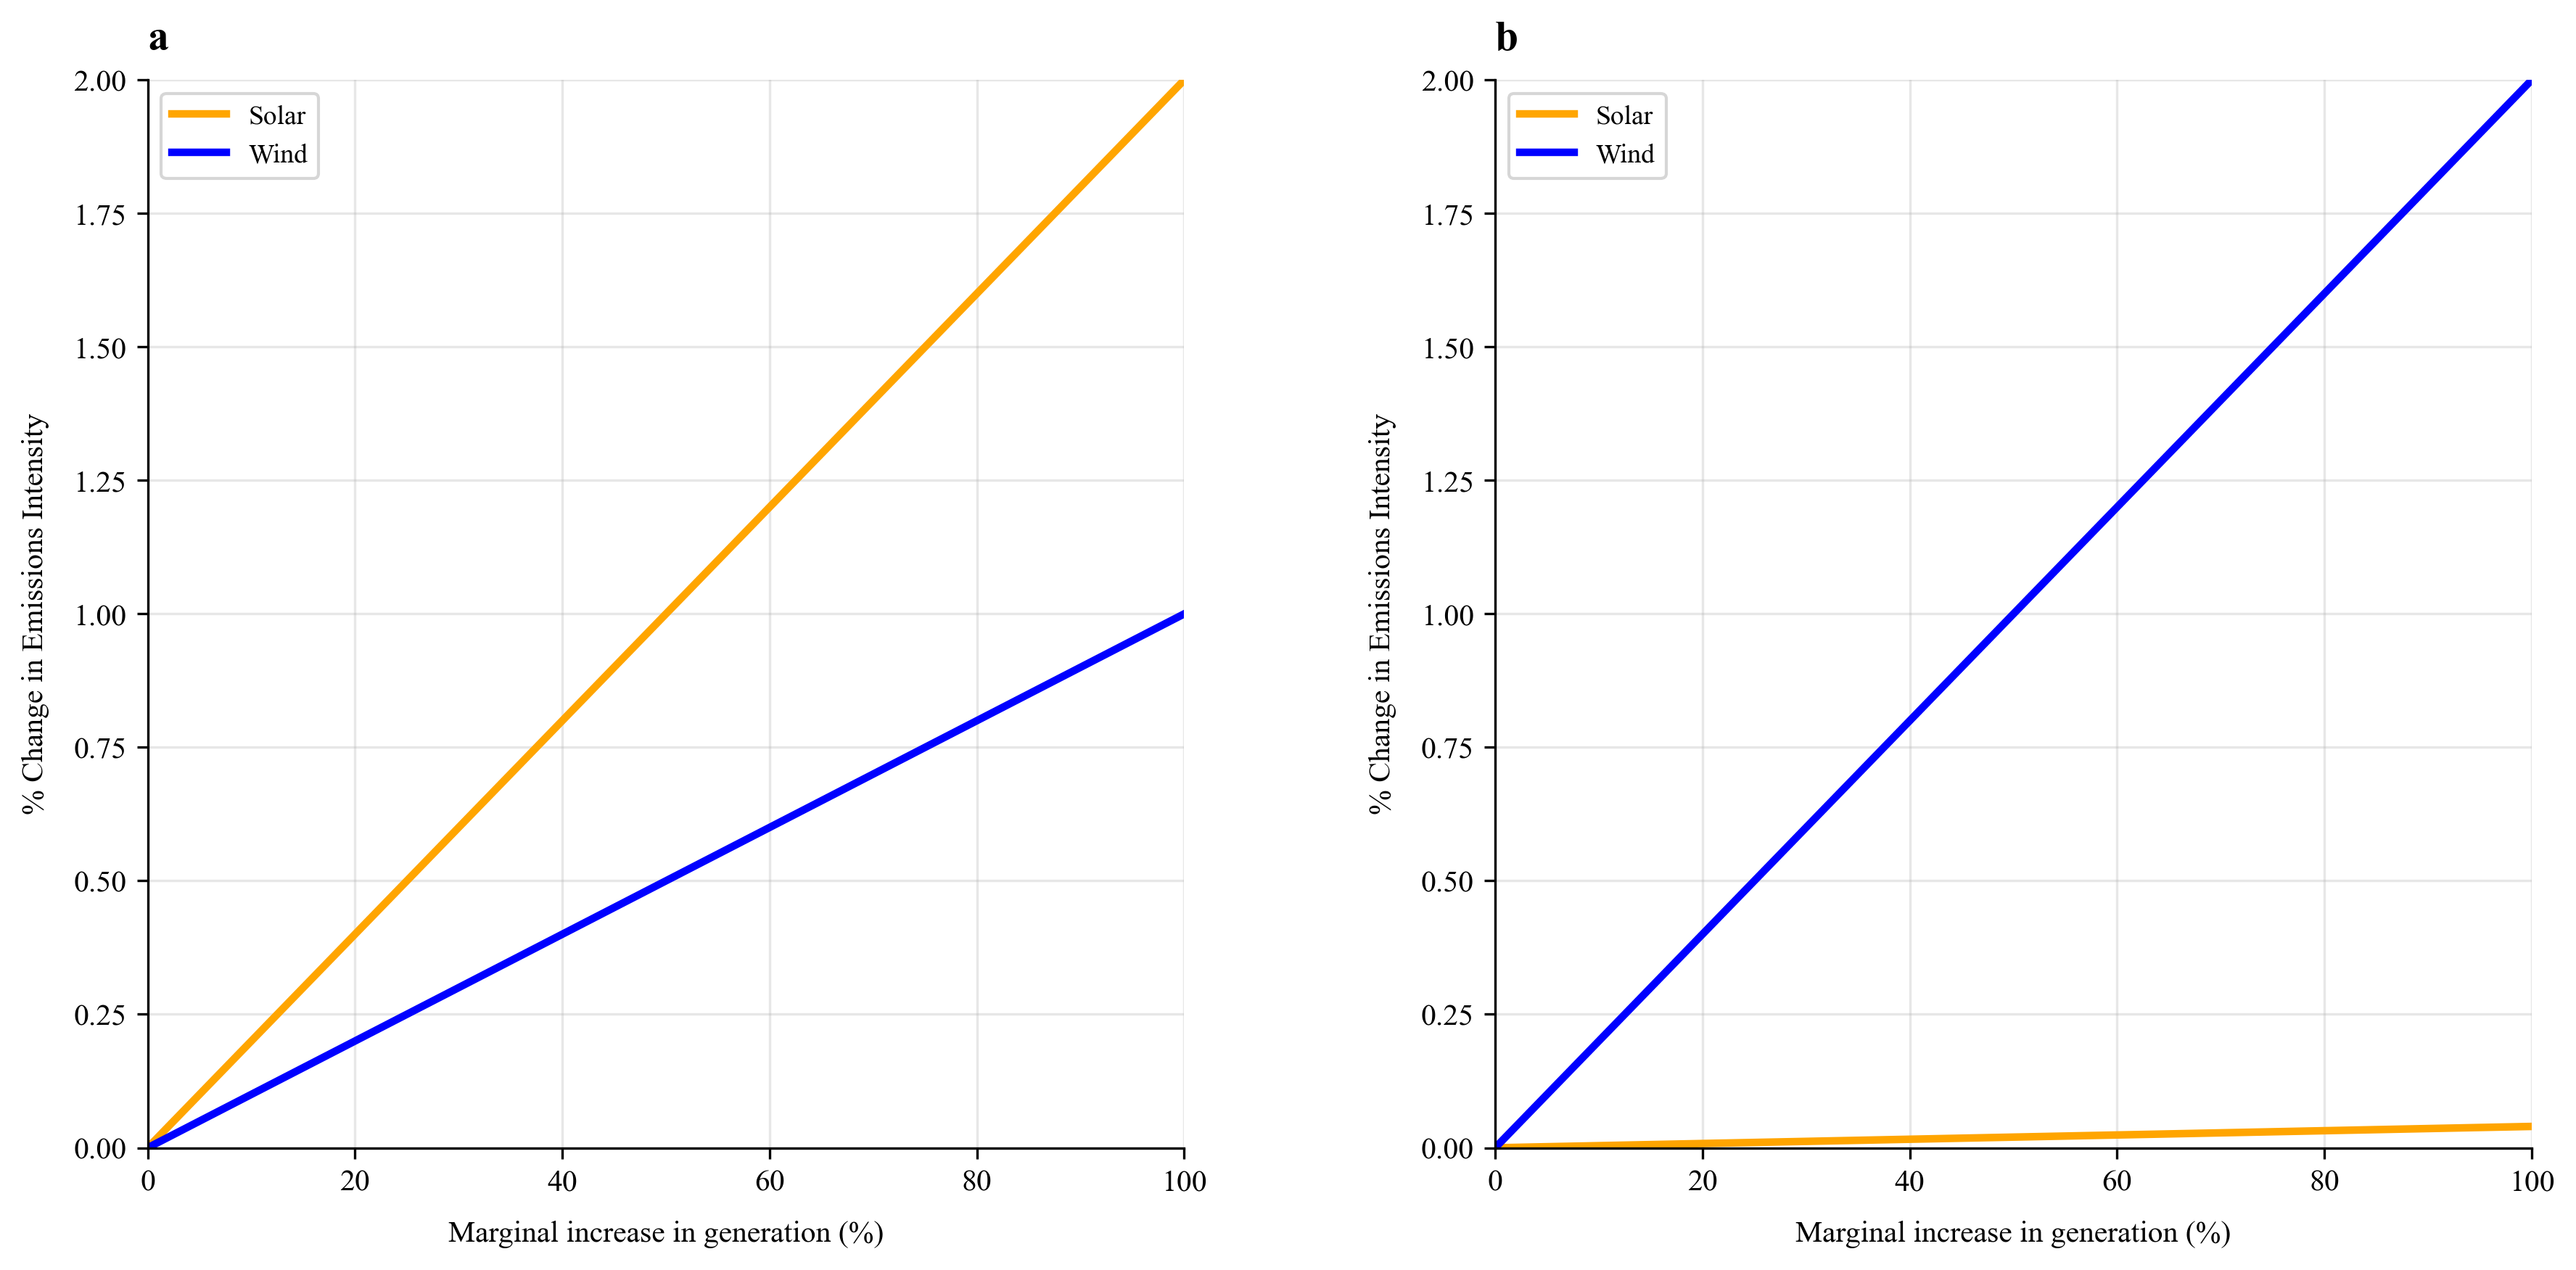 a
2.00
1.75
1.50
1.25
1.00
0.75
0.50
0.25
0.00
% Change in Emissions Intensity
Solar
Wind
0 20 40 60 80 100
Marginal increase in generation (%)
b
2.00
1.75
1.50
1.25
1.00
0.75
0.50
0.25
0.00
% Change in Emissions Intensity
Solar
Wind
0 20 40 60 80 100
Marginal increase in generation (%)